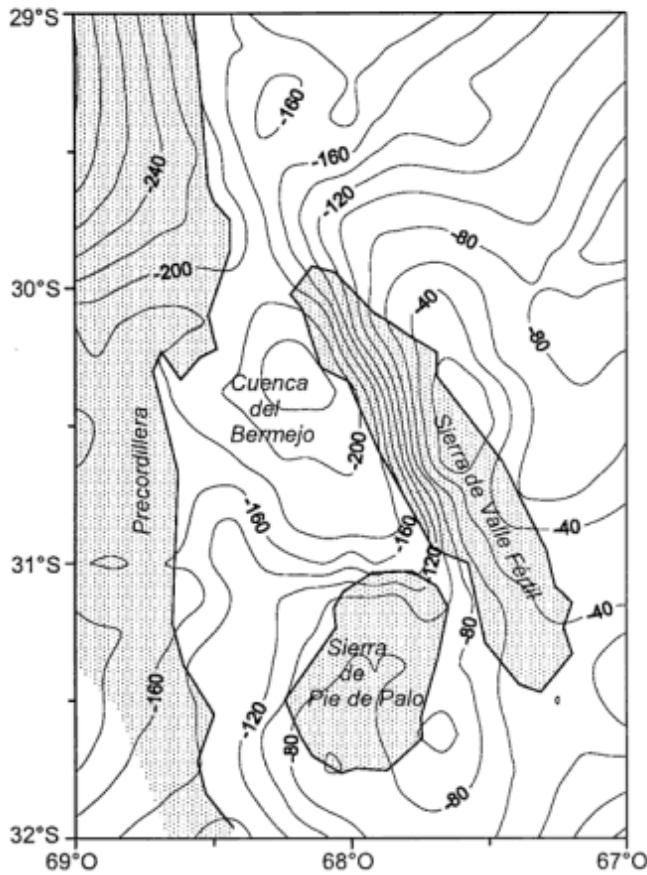 29°S
-160
-160
-240
-120
-80
-200
30°S
-40
-80
Cuenca
del
Bermejo
Sierra de Valle Fértil
-200
Precordillera
-160
-160
-40
31°S
-120
-80
-40
Sierra
de
Pie de Palo
-160
-120
-80
-80
32°S
69°O
68°O
67°O